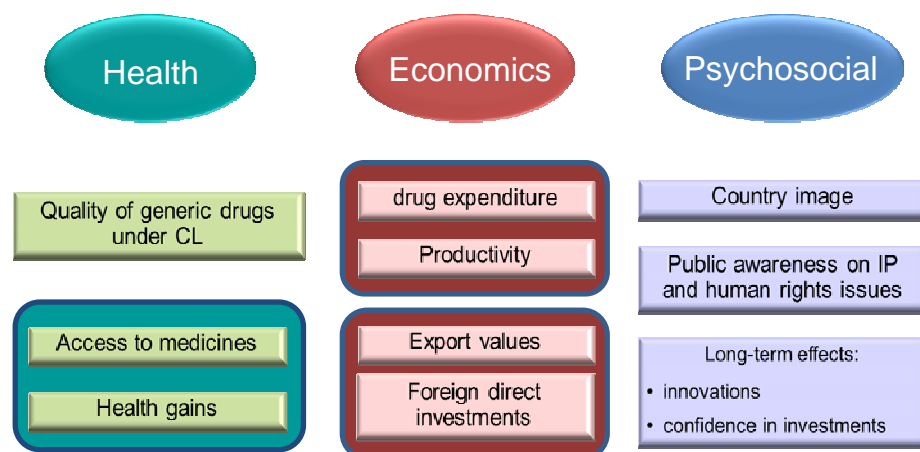 Health
Economics
Psychosocial
Quality of generic drugs
under CL
Access to medicines
Health gains
drug expenditure
Productivity
Export values
Foreign direct
investments
Country image
Public awareness on IP
and human rights issues
Long-term effects:
• innovations
• confidence in investments